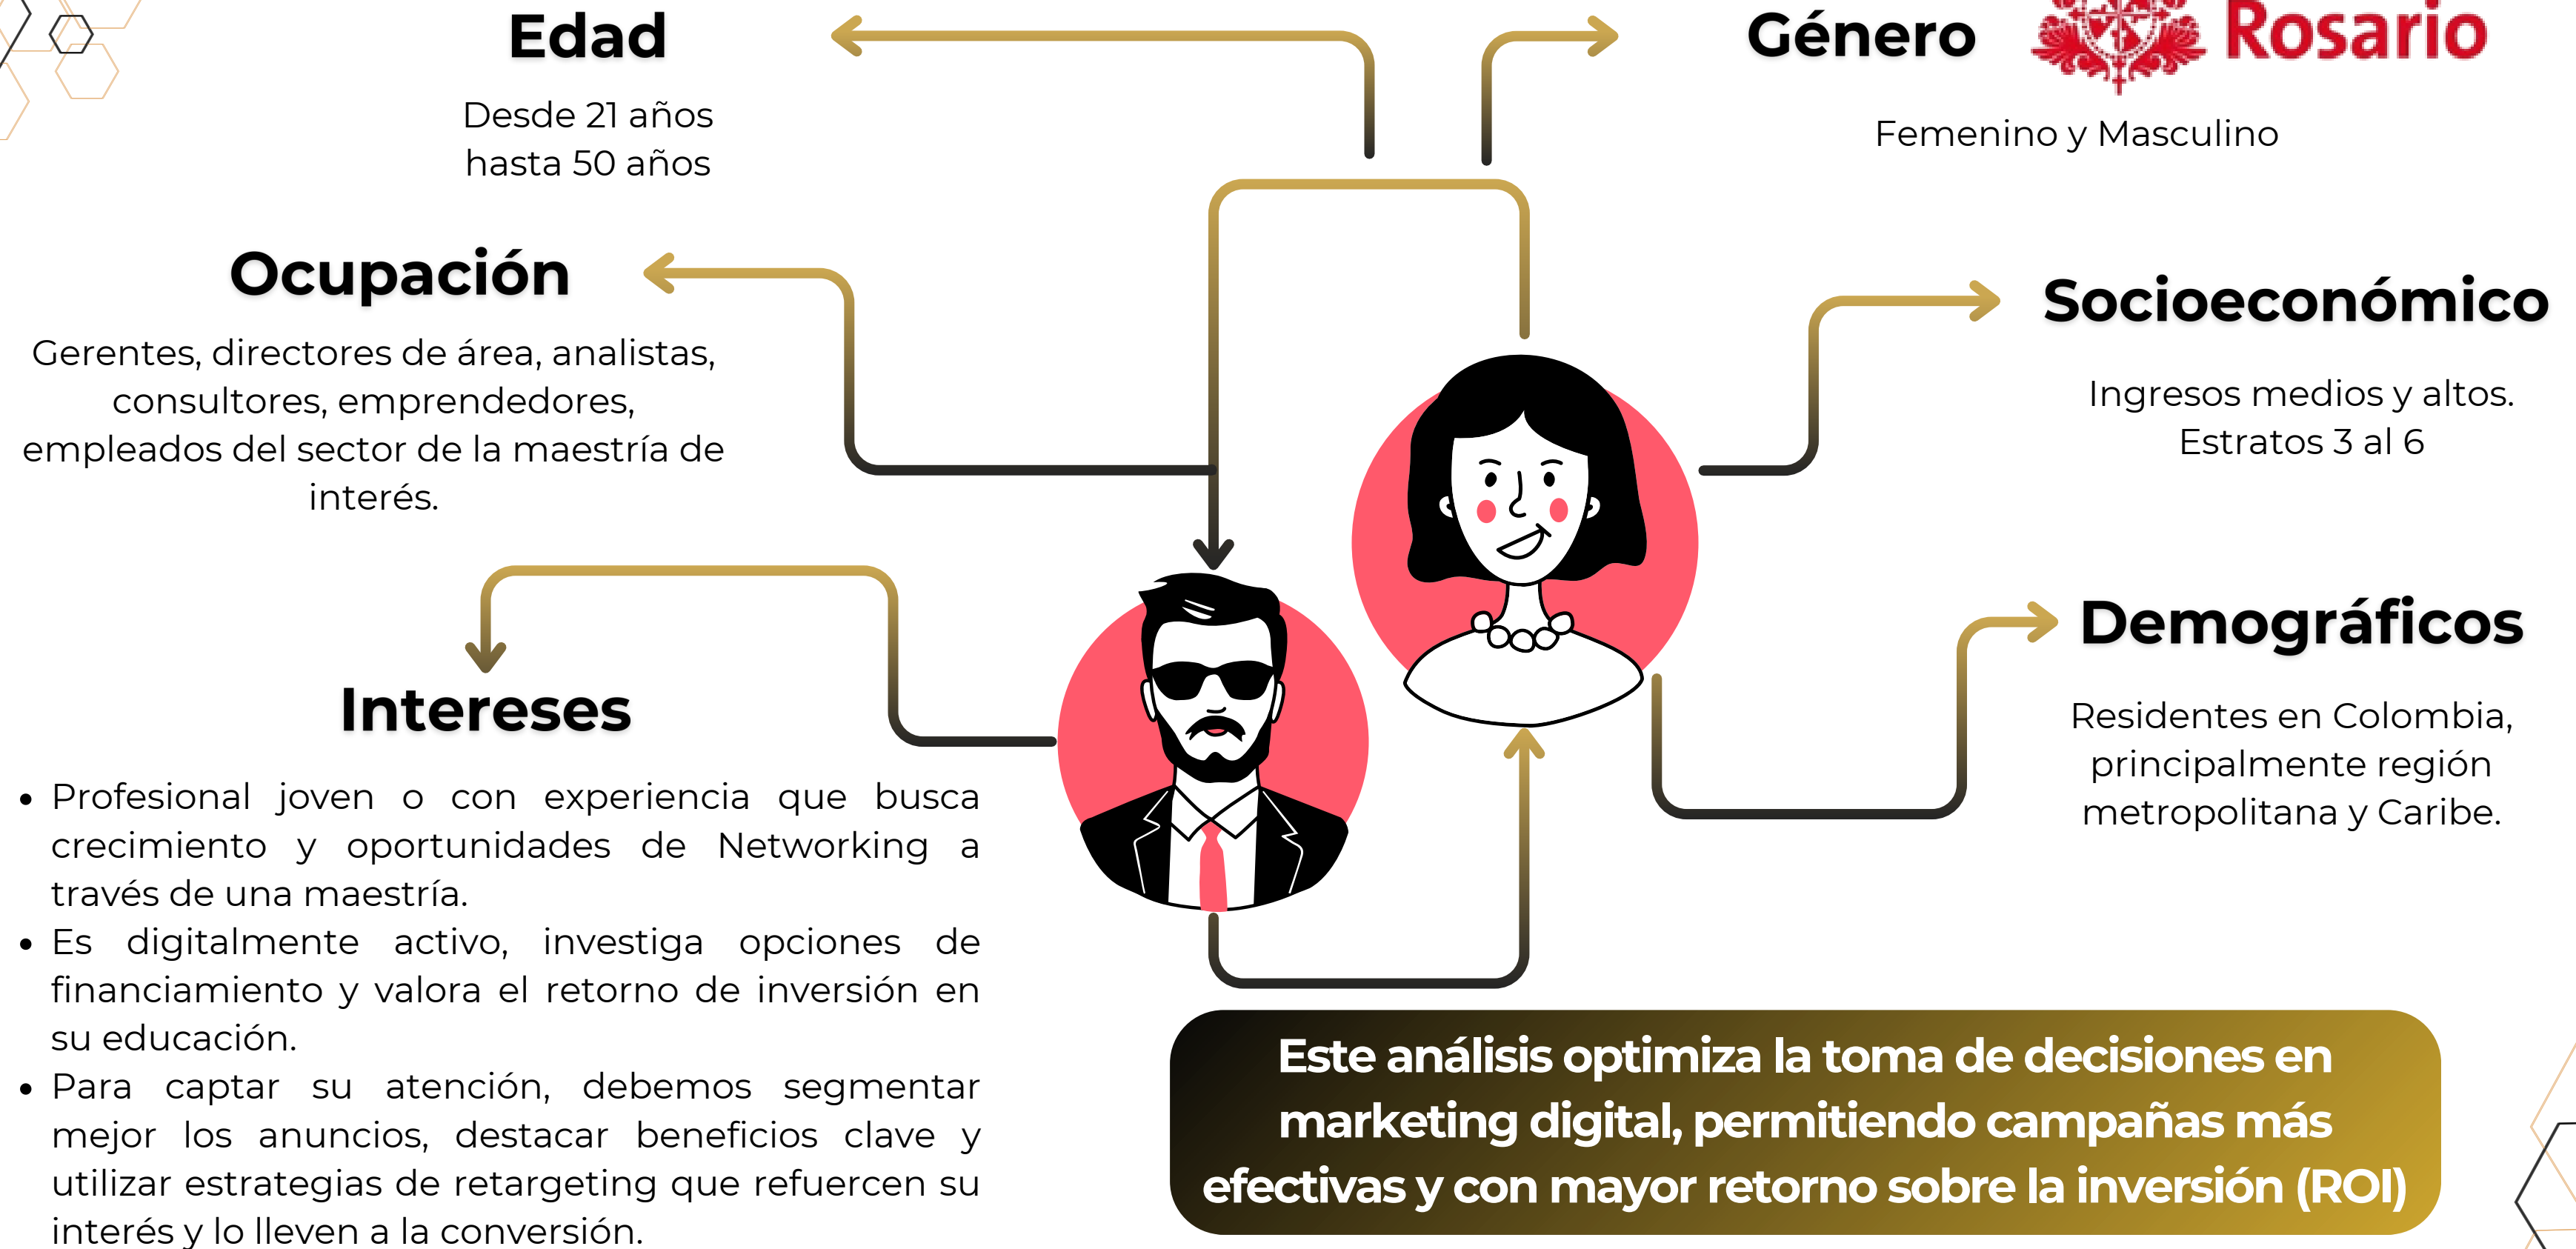 Edad
Desde 21 años
hasta 50 años
Género
Rosario
Femenino y Masculino
Ocupación
Gerentes, directores de área, analistas,
consultores, emprendedores,
empleados del sector de la maestría de
interés.
Socioeconómico
Ingresos medios y altos.
Estratos 3 al 6
Intereses
• Profesional joven o con experiencia que busca
crecimiento y oportunidades de Networking a
través de una maestría.
• Es digitalmente activo, investiga opciones de
financiamiento y valora el retorno de inversión en
su educación.
• Para captar su atención, debemos segmentar
mejor los anuncios, destacar beneficios clave y
utilizar estrategias de retargeting que refuercen su
interés y lo lleven a la conversión.
Demográficos
Residentes en Colombia,
principalmente región
metropolitana y Caribe.
Este análisis optimiza la toma de decisiones en
marketing digital, permitiendo campañas más
efectivas y con mayor retorno sobre la inversión (ROI)